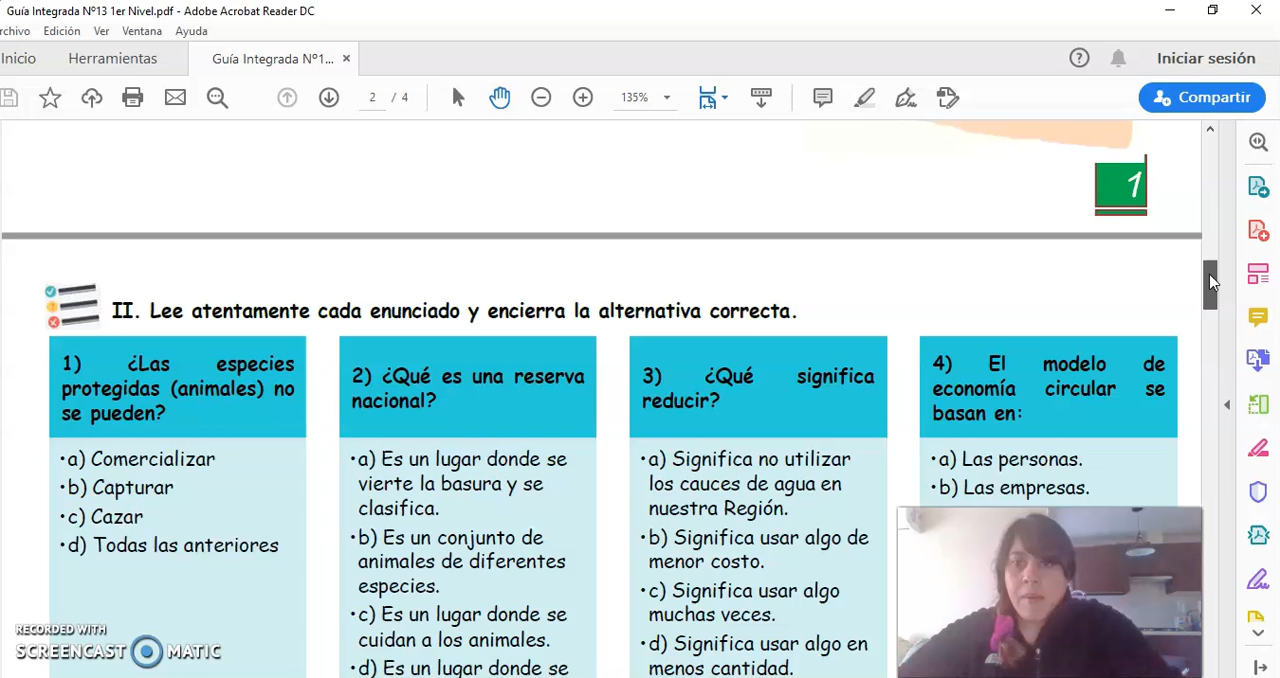 Guía Integrada Nº13 1er Nivel.pdf - Adobe Acrobat Reader DC
rchivo Edición Ver Ventana Ayuda
Inicio Herramientas Guía Integrada Nº1... ×
Iniciar sesión
2 / 4 135% Compartir
1
II. Lee atentamente cada enunciado y encierra la alternativa correcta.
1) ¿Las especies
protegidas (animales) no
se pueden?
•a) Comercializar
•b) Capturar
•c) Cazar
•d) Todas las anteriores
2) ¿Qué es una reserva
nacional?
•a) Es un lugar donde se
vierte la basura y se
clasifica.
•b) Es un conjunto de
animales de diferentes
especies.
•c) Es un lugar donde se
cuidan a los animales.
•d) Es un lugar donde se
3) ¿Qué significa
reducir?
•a) Significa no utilizar
los cauces de agua en
nuestra Región.
•b) Significa usar algo de
menor costo.
•c) Significa usar algo
muchas veces.
•d) Significa usar algo en
menos cantidad.
4) El modelo de
economía circular se
basan en:
•a) Las personas.
•b) Las empresas.
RECORDED WITH
SCREENCAST MATIC